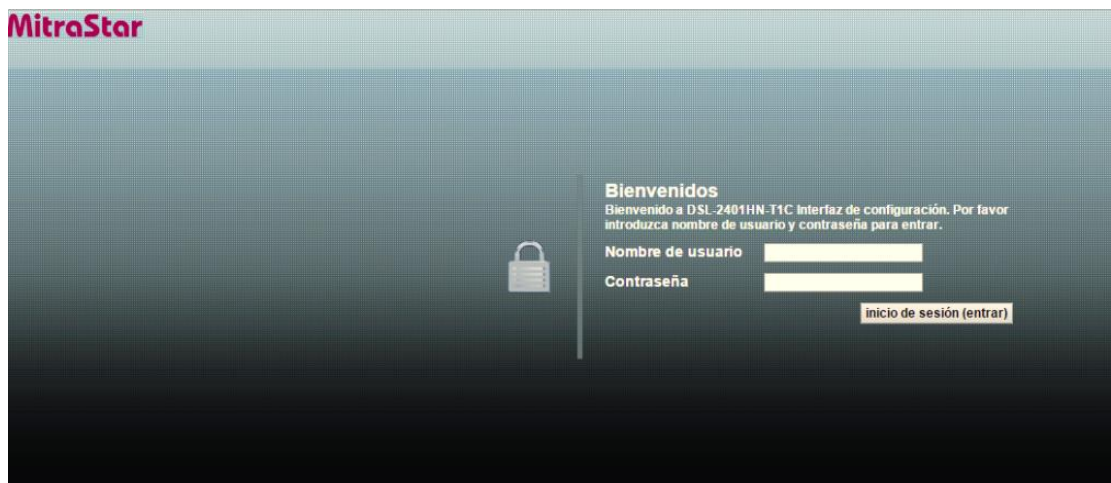 MitraStar
Bienvenidos
Bienvenido a DSL-2401HN-T1C Interfaz de configuración. Por favor
introduzca nombre de usuario y contraseña para entrar.
Nombre de usuario
Contraseña
inicio de sesión (entrar)